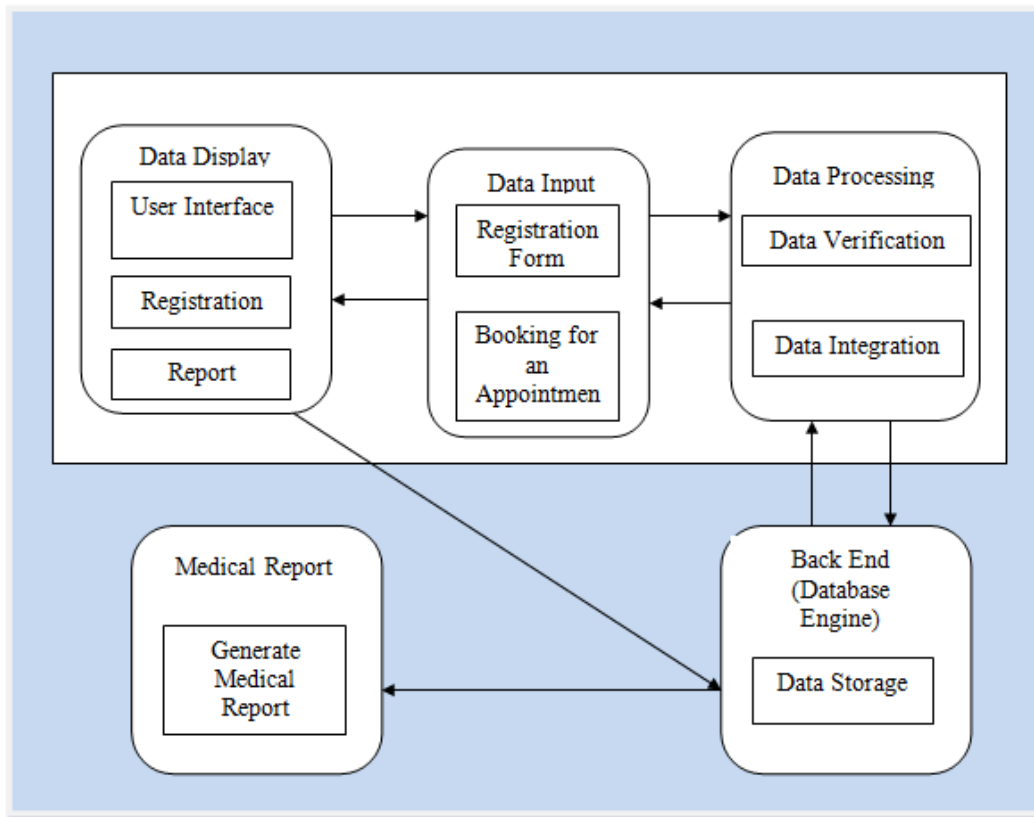 Data Display
User Interface
Registration
Report
Data Input
Registration
Form
Booking for
an
Appointmen
Data Processing
Data Verification
Data Integration
Medical Report
Generate
Medical
Report
Back End
(Database
Engine)
Data Storage